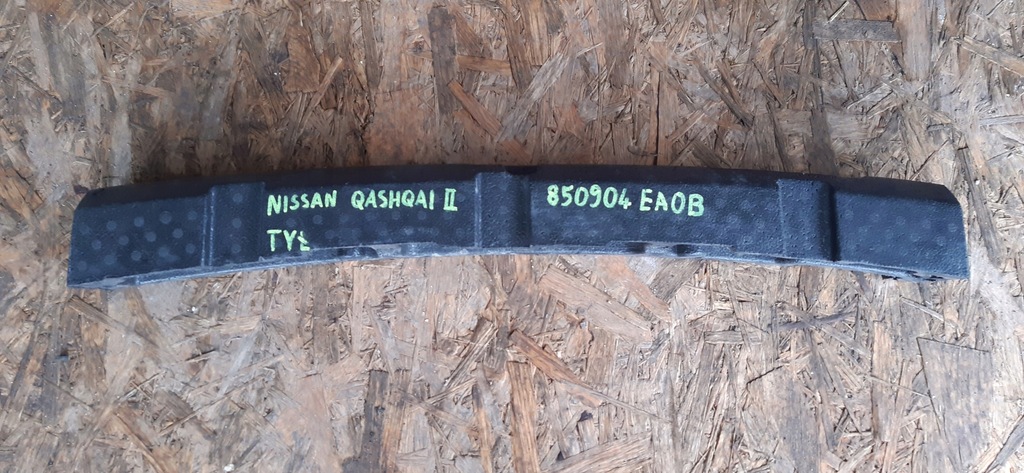 NISSAN QASHQAI II 850904 EA0B
TYŁ